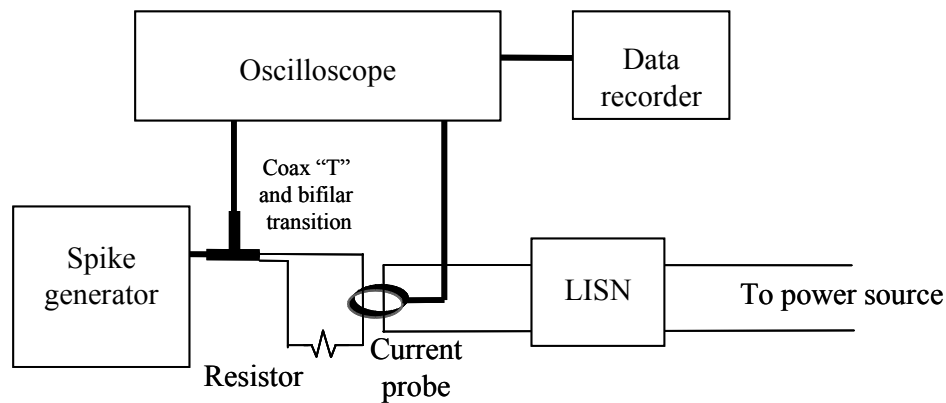 Oscilloscope
Data
recorder
Coax “T”
and bifilar
transition
Spike
generator
LISN
To power source
Resistor
Current
probe